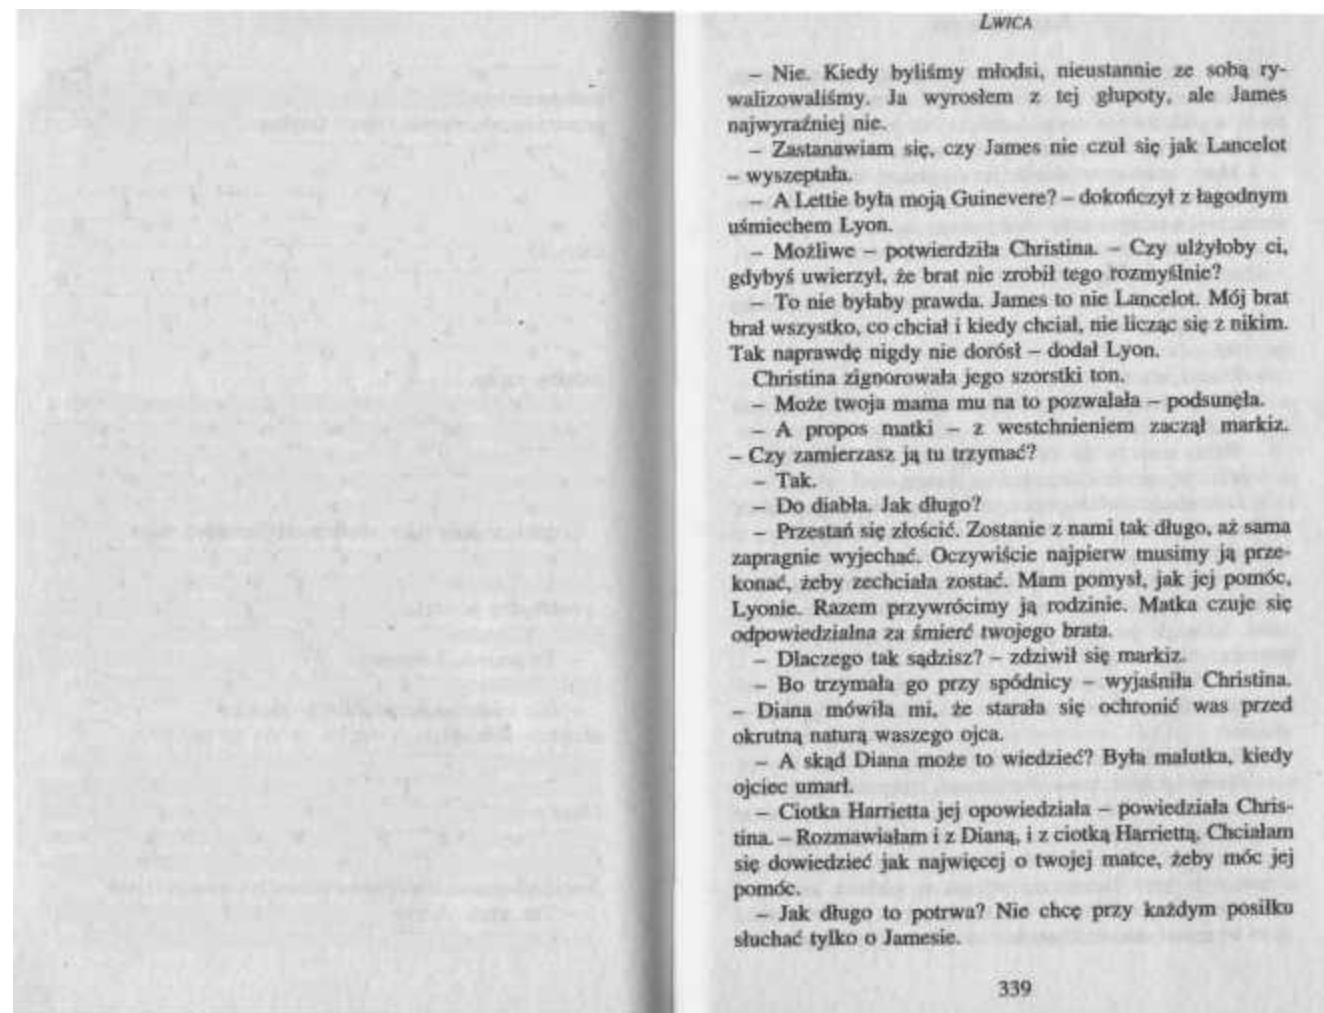 LWICA
– Nie. Kiedy byliśmy młodsi, nieustannie ze sobą ry-
walizowaliśmy. Ja wyrosłem z tej głupoty, ale James
najwyraźniej nie.
– Zastanawiam się, czy James nie czuł się jak Lancelot
– wyszeptała.
– A Lettie była moją Guinevere? – dokończył z łagodnym
uśmiechem Lyon.
– Możliwe – potwierdziła Christina. – Czy ulżyłoby ci,
gdybyś uwierzył, że brat nie zrobił tego rozmyślnie?
– To nie byłaby prawda. James to nie Lancelot. Mój brat
brał wszystko, co chciał i kiedy chciał, nie licząc się z nikim.
Tak naprawdę nigdy nie dorósł – dodał Lyon.
Christina zignorowała jego szorstki ton.
– Może twoja mama mu na to pozwalała – podsunęła.
– A propos matki – z westchnieniem zaczął markiz.
– Czy zamierzasz ją tu trzymać?
– Tak.
– Do diabła. Jak długo?
– Przestań się złościć. Zostanie z nami tak długo, aż sama
zapragnie wyjechać. Oczywiście najpierw musimy ją prze-
konać, żeby zechciała zostać. Mam pomysł, jak jej pomóc,
Lyonie. Razem przywrócimy ją rodzinie. Matka czuje się
odpowiedzialna za śmierć twojego brata.
– Dlaczego tak sądzisz? – zdziwił się markiz.
– Bo trzymała go przy spódnicy – wyjaśniła Christina.
– Diana mówiła mi, że starała się ochronić was przed
okrutną naturą waszego ojca.
– A skąd Diana może to wiedzieć? Była malutka, kiedy
ojciec umarł.
– Ciotka Harrietta jej opowiedziała – powiedziała Chris-
tina. – Rozmawiałam i z Dianą, i z ciotką Harriettą. Chciałam
się dowiedzieć jak najwięcej o twojej matce, żeby móc jej
pomóc.
– Jak długo to potrwa? Nie chcę przy każdym posiłku
słuchać tylko o Jamesie.
339